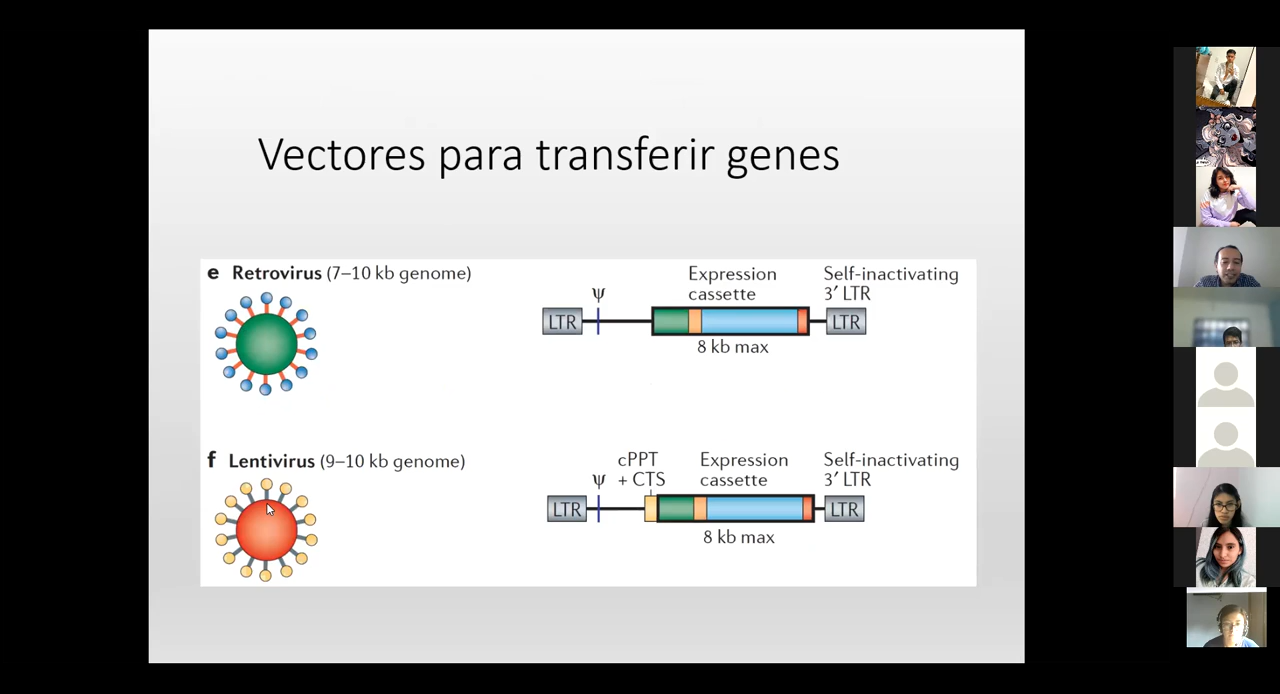 Vectores para transferir genes
e Retrovirus (7–10 kb genome)
Expression
cassette
Self-inactivating
3′ LTR
ψ
LTR
LTR
8 kb max
f Lentivirus (9–10 kb genome)
cPPT
+ CTS
Expression
cassette
Self-inactivating
3′ LTR
ψ
LTR
LTR
8 kb max